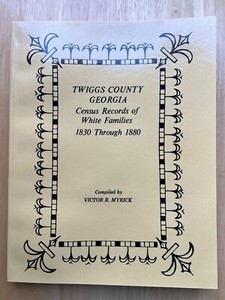 TWIGGS COUNTY
GEORGIA
Census Records of
White Families
1830 Through 1880
Compiled by
VICTOR R. MYRICK